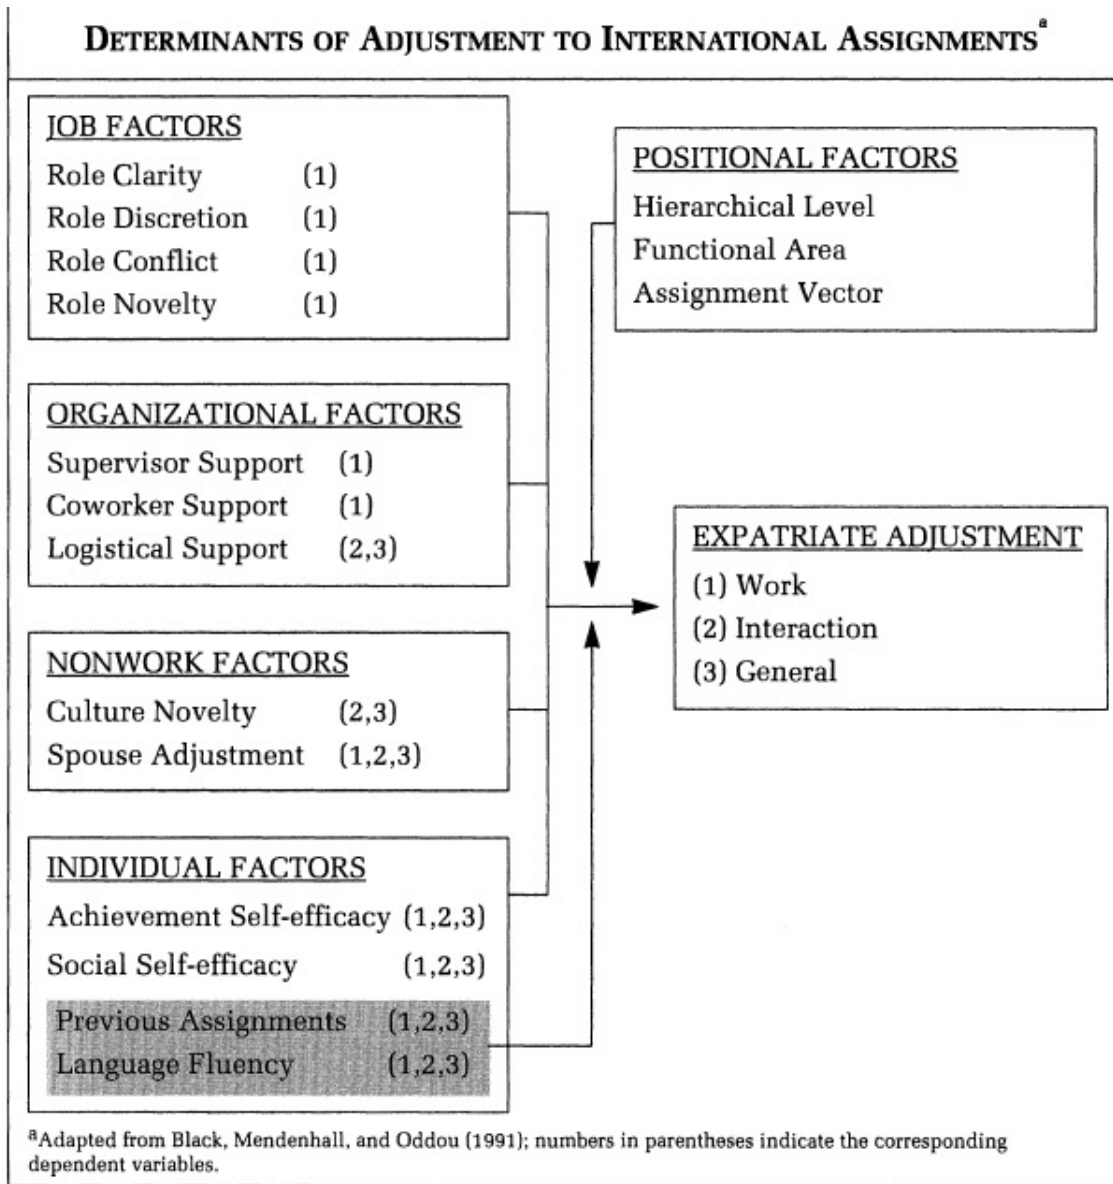 DETERMINANTS OF ADJUSTMENT TO INTERNATIONAL ASSIGNMENTSa
JOB FACTORS
Role Clarity (1)
Role Discretion (1)
Role Conflict (1)
Role Novelty (1)
ORGANIZATIONAL FACTORS
Supervisor Support (1)
Coworker Support (1)
Logistical Support (2,3)
NONWORK FACTORS
Culture Novelty (2,3)
Spouse Adjustment (1,2,3)
INDIVIDUAL FACTORS
Achievement Self-efficacy (1,2,3)
Social Self-efficacy (1,2,3)
Previous Assignments (1,2,3)
Language Fluency (1,2,3)
POSITIONAL FACTORS
Hierarchical Level
Functional Area
Assignment Vector
EXPATRIATE ADJUSTMENT
(1) Work
(2) Interaction
(3) General
aAdapted from Black, Mendenhall, and Oddou (1991); numbers in parentheses indicate the corresponding
dependent variables.